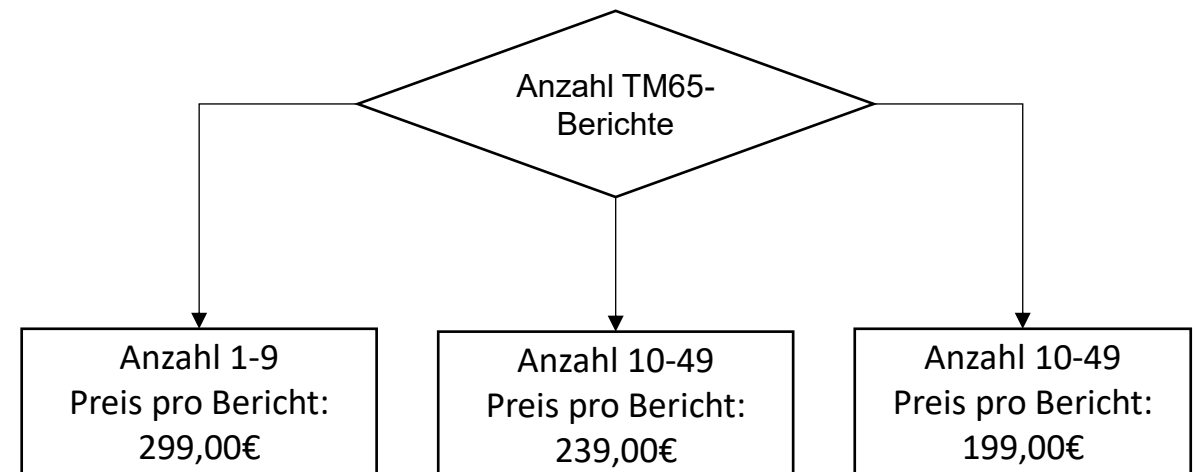 Anzahl TM65-
Berichte
Anzahl 1-9
Preis pro Bericht:
299,00€
Anzahl 10-49
Preis pro Bericht:
239,00€
Anzahl 10-49
Preis pro Bericht:
199,00€